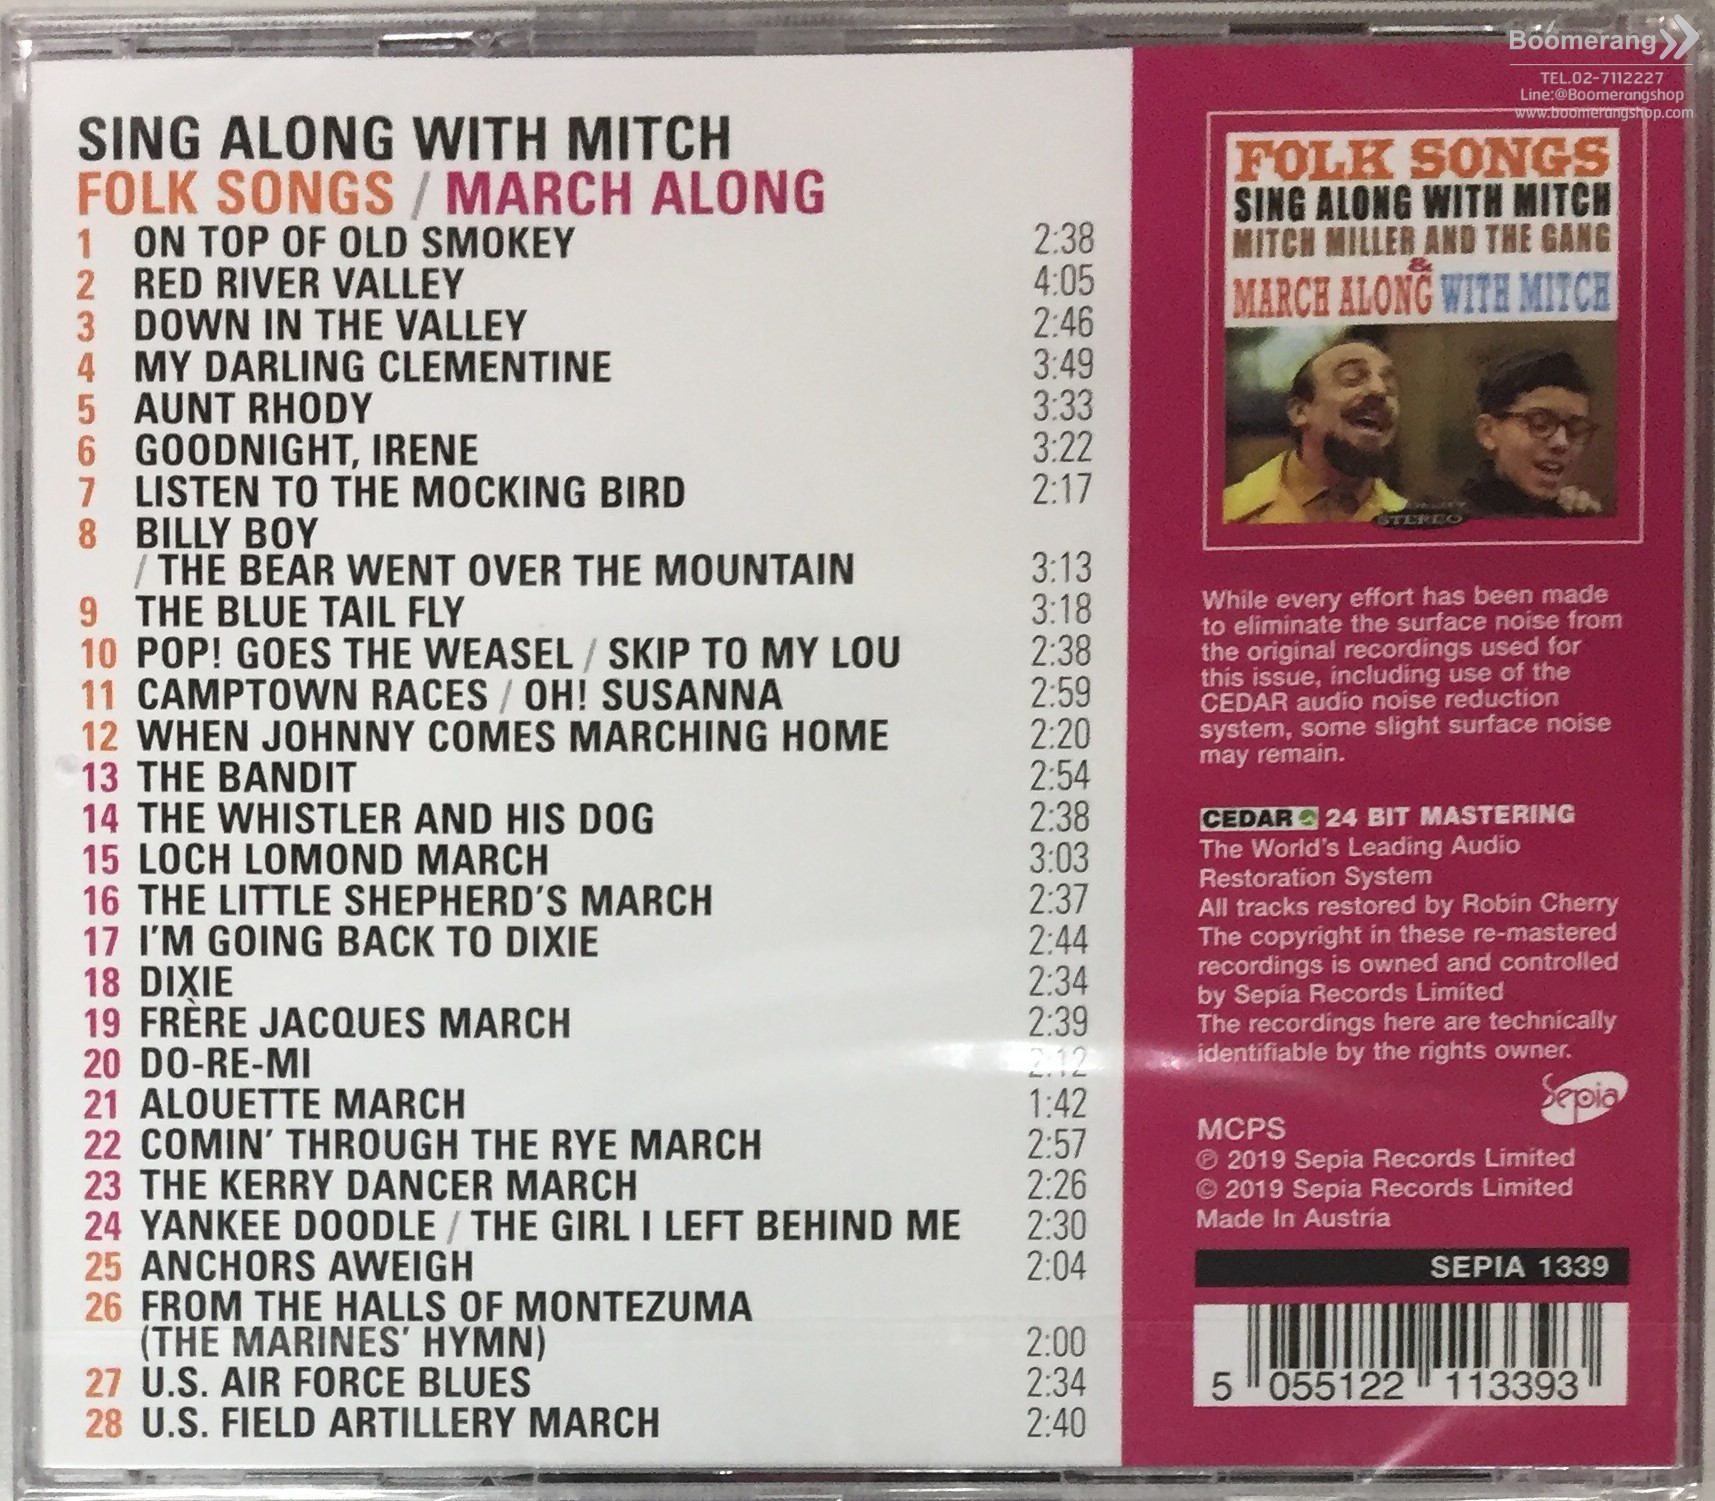 Boomerang
TEL.02-7112227
Line:@Boomerangshop
www.boomerangshop.com
SING ALONG WITH MITCH
FOLK SONGS / MARCH ALONG
1 ON TOP OF OLD SMOKEY 2:38
2 RED RIVER VALLEY 4:05
3 DOWN IN THE VALLEY 2:46
4 MY DARLING CLEMENTINE 3:49
5 AUNT RHODY 3:33
6 GOODNIGHT, IRENE 3:22
7 LISTEN TO THE MOCKING BIRD 2:17
8 BILLY BOY
/ THE BEAR WENT OVER THE MOUNTAIN 3:13
9 THE BLUE TAIL FLY 3:18
10 POP! GOES THE WEASEL / SKIP TO MY LOU 2:38
11 CAMPTOWN RACES / OH! SUSANNA 2:59
12 WHEN JOHNNY COMES MARCHING HOME 2:20
13 THE BANDIT 2:54
14 THE WHISTLER AND HIS DOG 2:38
15 LOCH LOMOND MARCH 3:03
16 THE LITTLE SHEPHERD'S MARCH 2:37
17 I'M GOING BACK TO DIXIE 2:44
18 DIXIE 2:34
19 FRÈRE JACQUES MARCH 2:39
20 DO-RE-MI 2:12
21 ALOUETTE MARCH 1:42
22 COMIN' THROUGH THE RYE MARCH 2:57
23 THE KERRY DANCER MARCH 2:26
24 YANKEE DOODLE / THE GIRL I LEFT BEHIND ME 2:30
25 ANCHORS AWEIGH 2:04
26 FROM THE HALLS OF MONTEZUMA
(THE MARINES' HYMN) 2:00
27 U.S. AIR FORCE BLUES 2:34
28 U.S. FIELD ARTILLERY MARCH 2:40
FOLK SONGS
SING ALONG WITH MITCH
MITCH MILLER AND THE GANG
&
MARCH ALONG WITH MITCH
STEREO
While every effort has been made
to eliminate the surface noise from
the original recordings used for
this issue, including use of the
CEDAR audio noise reduction
system, some slight surface noise
may remain.
CEDAR 24 BIT MASTERING
The World's Leading Audio
Restoration System
All tracks restored by Robin Cherry
The copyright in these re-mastered
recordings is owned and controlled
by Sepia Records Limited
The recordings here are technically
identifiable by the rights owner.
Sepia
MCPS
℗ 2019 Sepia Records Limited
© 2019 Sepia Records Limited
Made In Austria
SEPIA 1339
5 055122 113393